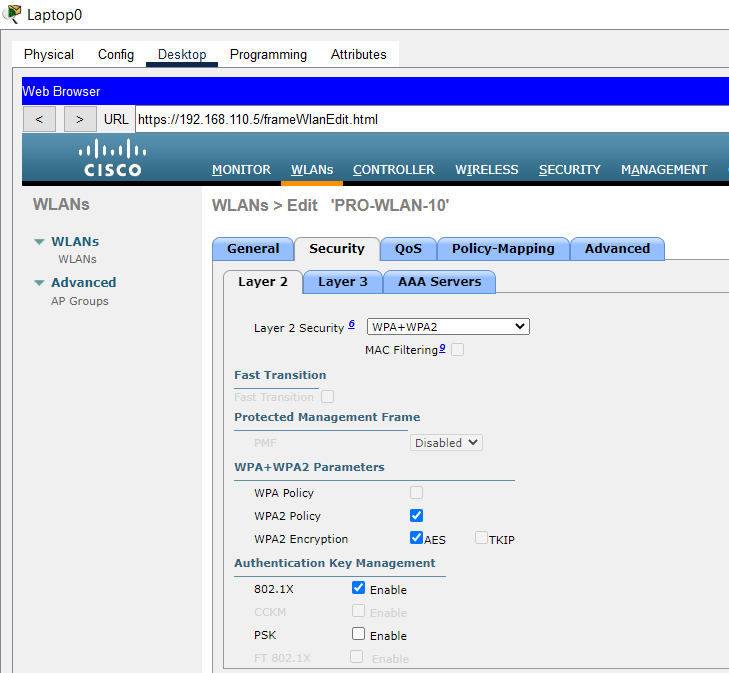 Laptop0
Physical Config Desktop Programming Attributes
Web Browser
< > URL https://192.168.110.5/frameWlanEdit.html
CISCO
MONITOR WLANs CONTROLLER WIRELESS SECURITY MANAGEMENT
WLANs
WLANs > Edit 'PRO-WLAN-10'
WLANs
WLANs
Advanced
AP Groups
General Security QoS Policy-Mapping Advanced
Layer 2 Layer 3 AAA Servers
Layer 2 Security 6 WPA+WPA2
MAC Filtering 9
Fast Transition
Fast Transition
Protected Management Frame
PMF Disabled
WPA+WPA2 Parameters
WPA Policy
WPA2 Policy
WPA2 Encryption AES TKIP
Authentication Key Management
802.1X Enable
CCKM Enable
PSK Enable
FT 802.1X Enable